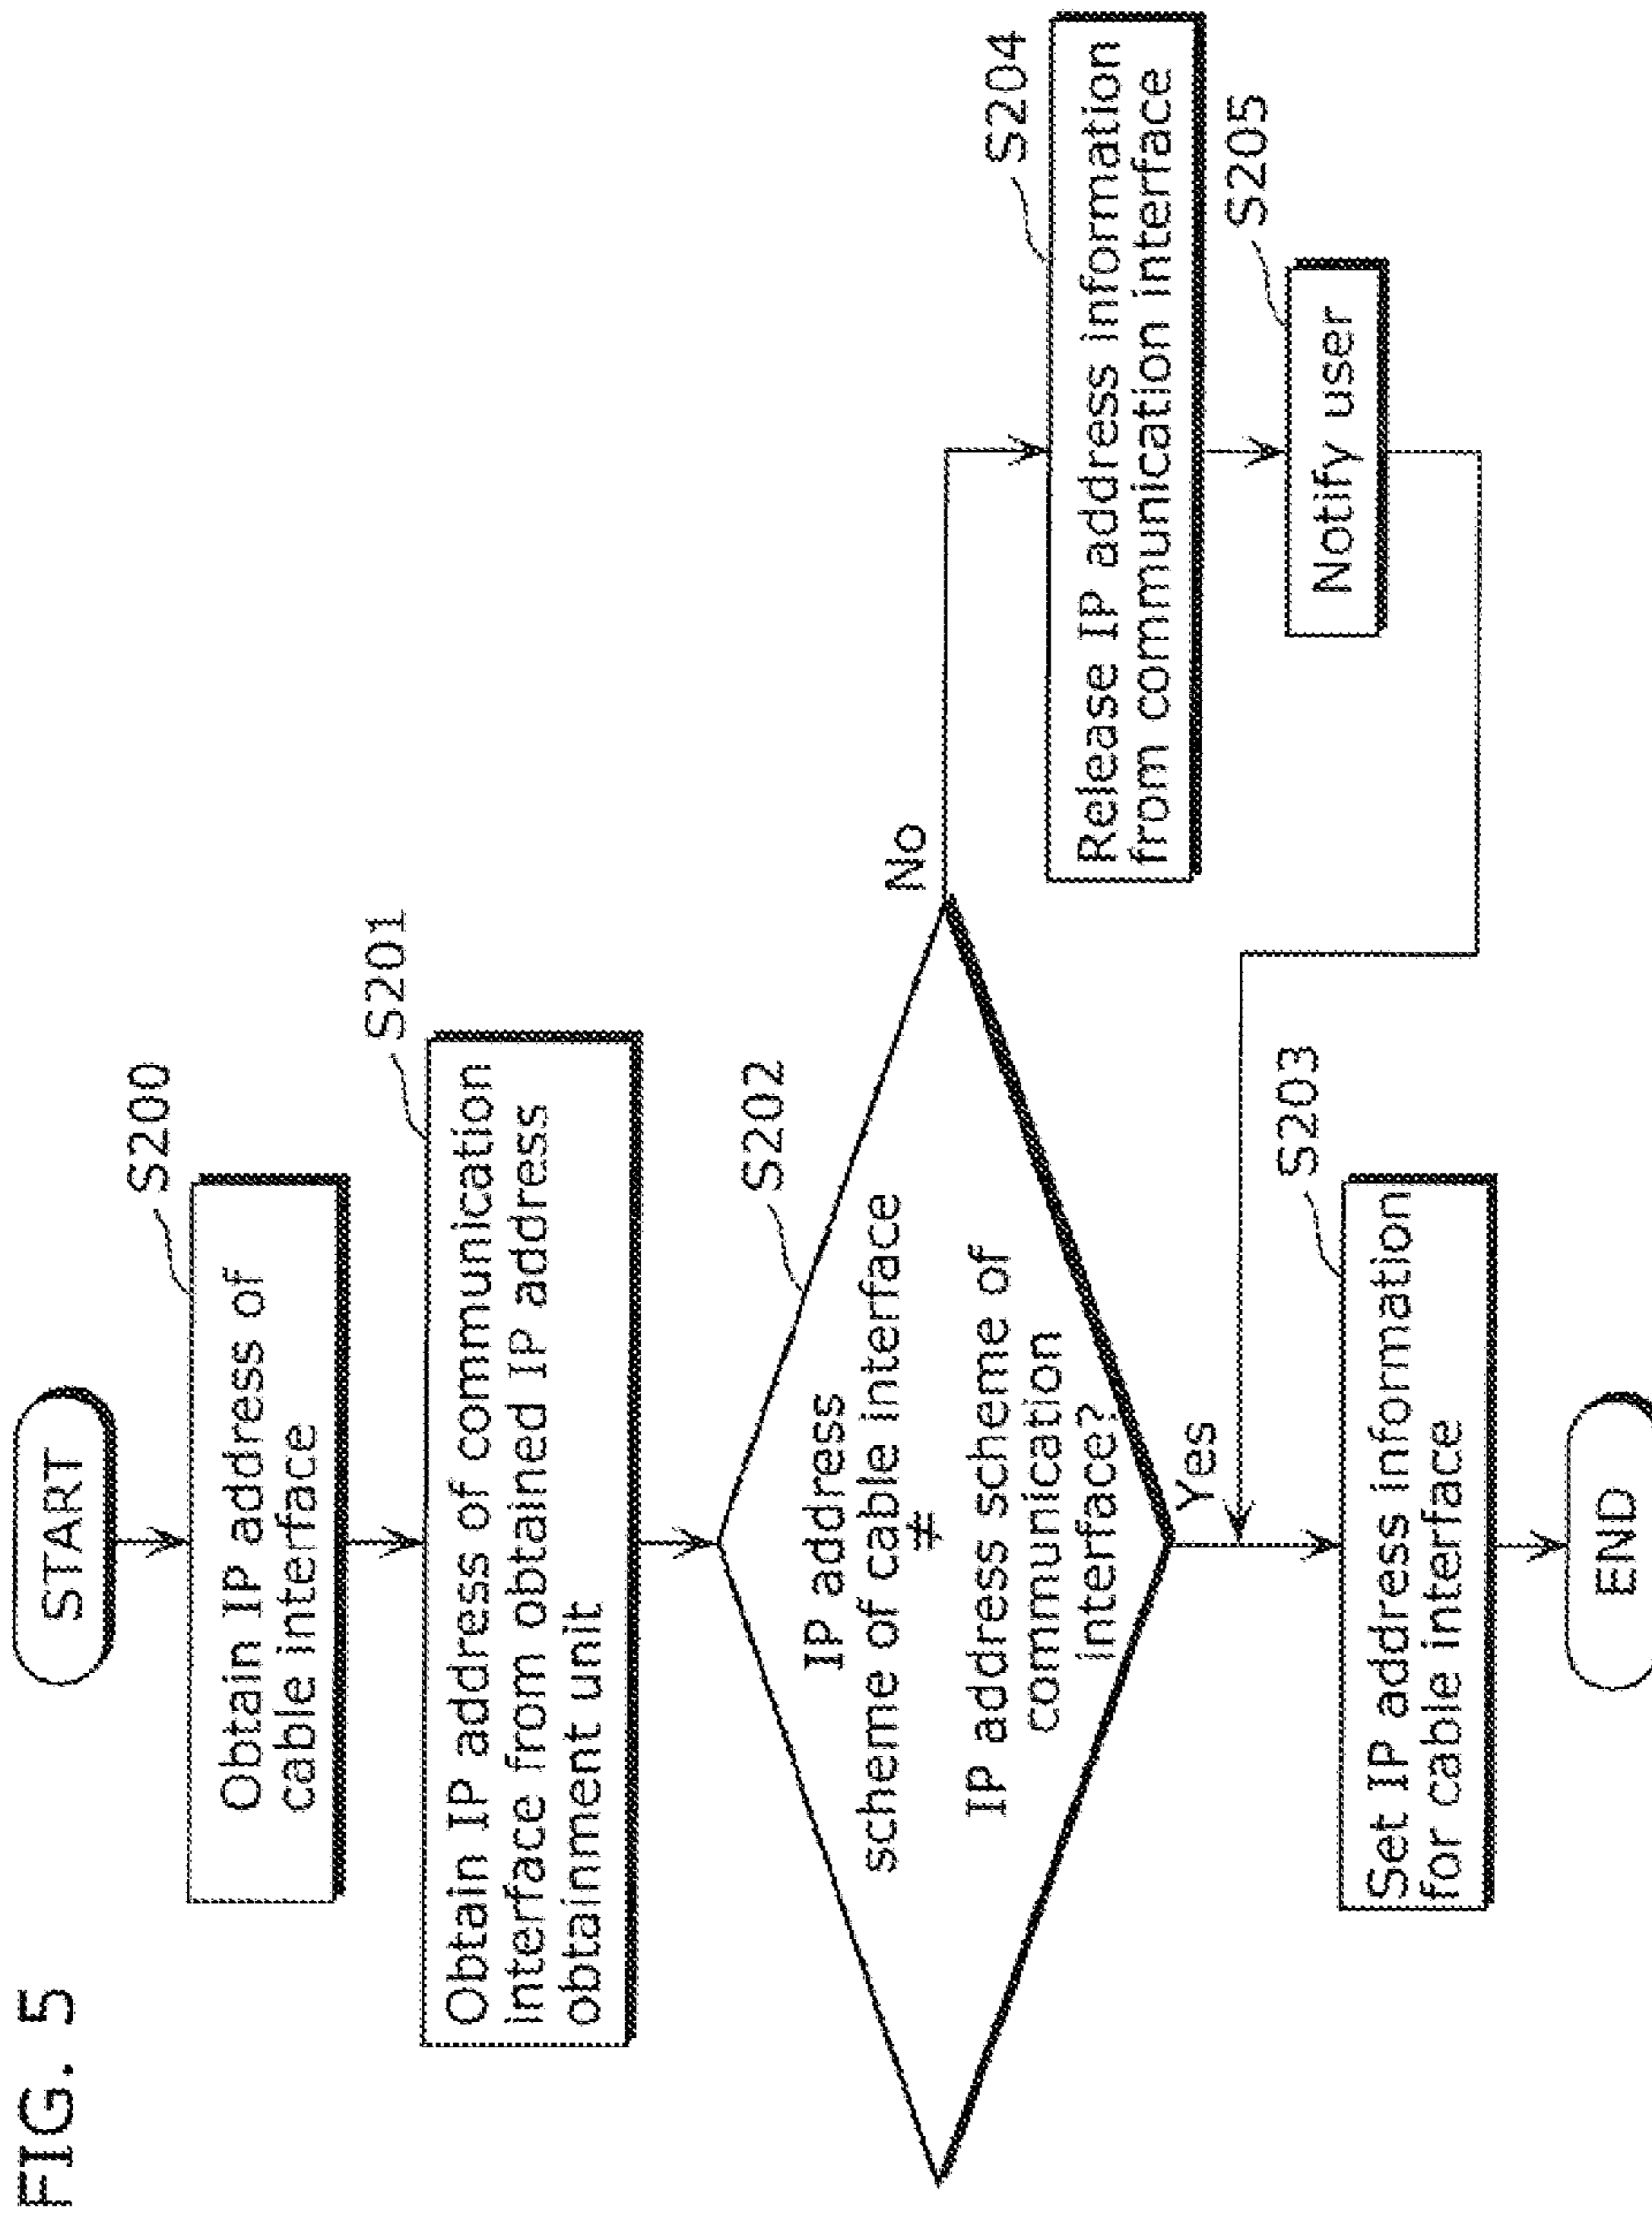 FIG. 5
START
S200
Obtain IP address of
cable interface
S201
Obtain IP address of communication
interface from obtained IP address
obtainment unit
S202
IP address
scheme of cable interface
≠
IP address scheme of
communication
interface?
No
Yes
S204
Release IP address information
from communication interface
S205
Notify user
S203
Set IP address information
for cable interface
END